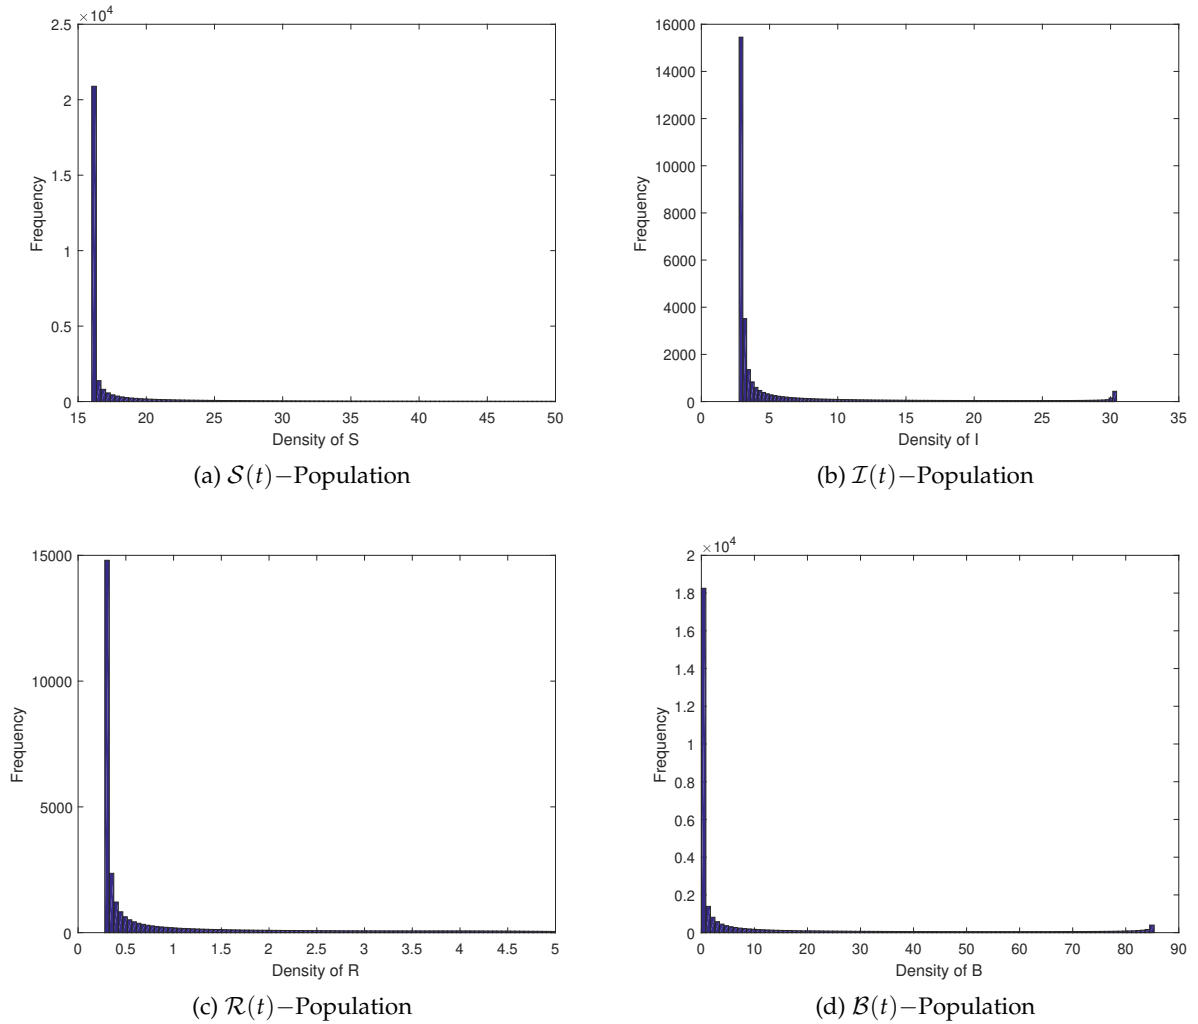 ×10⁴
2.5
2
1.5
1
0.5
0
Frequency
15 20 25 30 35 40 45 50
Density of S
(a) 𝒮(t)−Population
16000
14000
12000
10000
8000
6000
4000
2000
0
Frequency
0 5 10 15 20 25 30 35
Density of I
(b) ℐ(t)−Population
15000
10000
5000
0
Frequency
0 0.5 1 1.5 2 2.5 3 3.5 4 4.5 5
Density of R
(c) ℛ(t)−Population
×10⁴
2
1.8
1.6
1.4
1.2
1
0.8
0.6
0.4
0.2
0
Frequency
0 10 20 30 40 50 60 70 80 90
Density of B
(d) ℬ(t)−Population